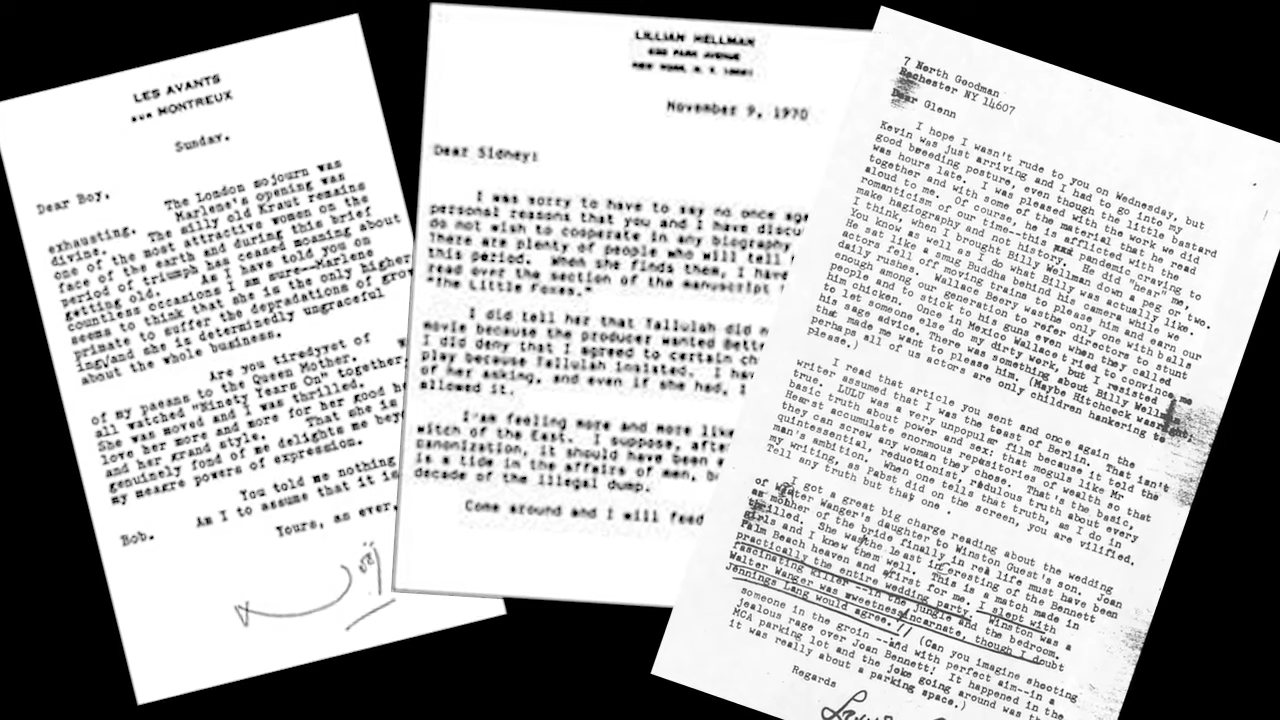 LES AVANTS
sur MONTREUX
Sunday.
Dear Boy,
The London sojourn was
exhausting. Marlene's opening was
divine. The silly old Kraut remains
one of the most attractive women on the
face of the earth and during this brief
period of triumph has ceased moaning about
getting old. As I have told you on
countless occasions I am sure--Marlene
seems to think that she is the only higher
primate to suffer the depradations of grow
ing/and she is determinedly ungraceful
about the whole business.
Are you tiredyyet of
of my paeans to the Queen Mother. W
all watched "Ninety Years On" together.
She was moved and I was thrilled.
love her more and more for her good h
and her grand style. That she is
genuinely fond of me delights me bey
my meagre powers of expression.
You told me nothing
Bob. Am I to assume that it is
Yours, as ever,
LILLIAN HELLMAN
630 PARK AVENUE
NEW YORK, N. Y. 10021
November 9, 1970
Dear Sidney:
I was sorry to have to say no once aga
personal reasons that you and I have discu
do not wish to cooperate in any biography
There are plenty of people who will tell
this period. When she finds them, I have
read over the section of the manuscript
"The Little Foxes."
I did tell her that Tallulah did n
movie because the producer wanted Bette
I did deny that I agreed to certain ch
play because Tallulah insisted. I hav
of her asking, and even if she had, I
allowed it.
I'am feeling more and more like
witch of the East. I suppose, after
canonization, it should have been e
is a tide in the affairs of men, bu
decade of the illegal dump.
Come around and I will feed
7 North Goodman
Rochester NY 14607
Dear Glenn
I hope I wasn't rude to you on Wednesday, but
Kevin was just arriving and I had to go into my
good breeding posture, even though the little bastard
was hours late. I was pleased with the work we did
together and with some of the material that he read
aloud to me. Of course, he is afflicted with the
romanticism of our time--this man pandemic craving to
make hagiography and not history. He did "hear" me,
I think, when I brought Billy Wellman down a peg or two.
You know as well as I do what Billy was actually like.
He sat like a smug Buddha behind his camera while we
actors fell off moving trains to please him and earn our
daily rushes. Wallace Beery wasthe only one with balls
enough among our generation to refer directors to stunt
people and to stick to his guns even when they called
him chicken. Once in Mexico Wallace tried to convince me
to let someone else do my dirty work, but I resisted
his sage advice. There was something about Billy Wellman
that made me want to please him. (Maybe Hitchcock wasright,
perhaps all of us actors are only children hankering to
please.)
I read that article you sent and once again the
writer assumed that I was the toast of Berlin. That isn't
true. LULU was a very unpopular film because it told the
basic truth about power and sex: that moguls like Mr
Hearst accumulate enormous repositories of wealth so that
they can screw any woman they chose. That's the basic,
quintessential, reductionist, rdulous truth about every
man's ambition. When one tells that truth, as I do in
my writing, as Pabst did on the screen, you are vilified.
Tell any truth but that one .
I got a great big charge reading about the wedding
of Walter Wanger's daughter to Winston Guest's son. Joan
as mother of the bride finally in real life must have been
thrilled. She wasthe least interesting of the Bennett
girls and I knew them well. This is a match made in
Palm Beach heaven and first for me. I slept with
practically the entire wedding party. Winston was a
fascinating killer--in the jungle and the bedroom.
Walter Wanger was sweetness incarnate, though I doubt
Jennings Lang would agree. !! (Can you imagine shooting
someone in the groin --and with perfect aim--in a
jealous rage over Joan Bennett! It happened in the
MCA parking lot and the joke going around was th
it was really about a parking space.)
Regards